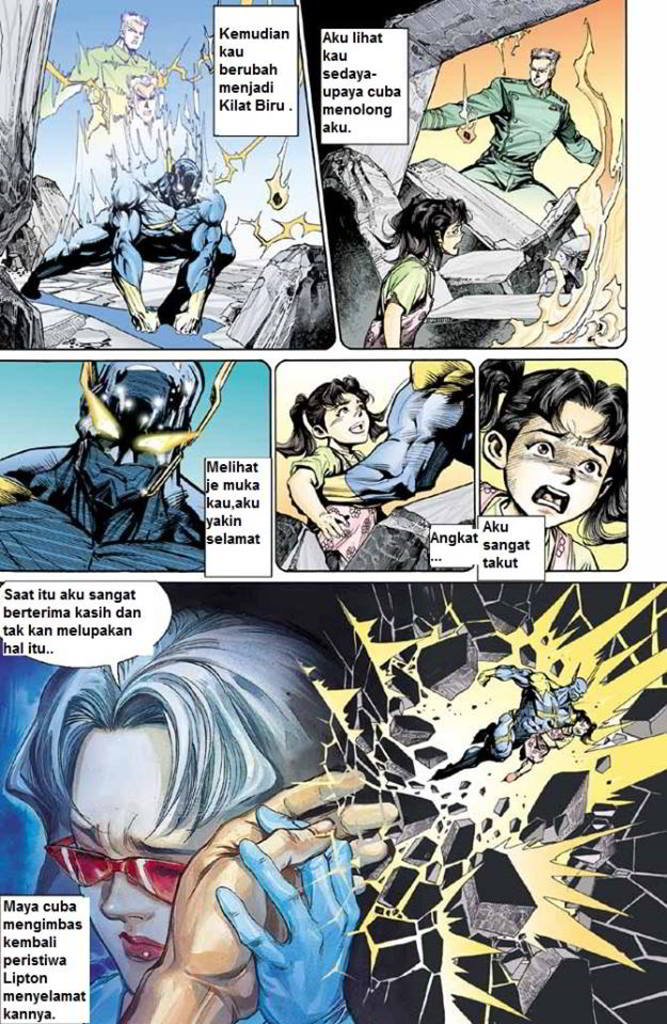 Kemudian
kau
berubah
menjadi
Kilat Biru .
Aku lihat
kau
sedaya-
upaya cuba
menolong
aku.
Melihat
je muka
kau,aku
yakin
selamat
Angkat
...
Aku
sangat
takut
Saat itu aku sangat
berterima kasih dan
tak kan melupakan
hal itu..
Maya cuba
mengimbas
kembali
peristiwa
Lipton
menyelamat
kannya.